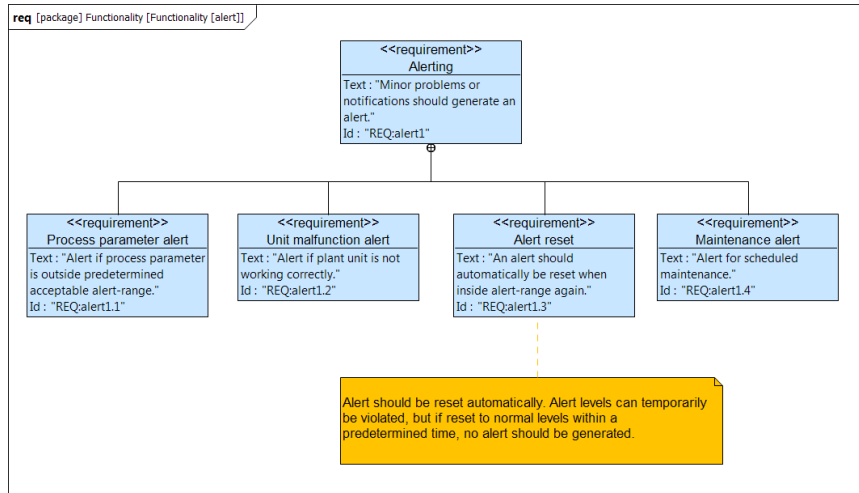 req [package] Functionality [Functionality [alert]]
<<requirement>>
Alerting
Text : "Minor problems or
notifications should generate an
alert."
Id : "REQ:alert1"
<<requirement>>
Process parameter alert
Text : "Alert if process parameter
is outside predetermined
acceptable alert-range."
Id : "REQ:alert1.1"
<<requirement>>
Unit malfunction alert
Text : "Alert if plant unit is not
working correctly."
Id : "REQ:alert1.2"
<<requirement>>
Alert reset
Text : "An alert should
automatically be reset when
inside alert-range again."
Id : "REQ:alert1.3"
<<requirement>>
Maintenance alert
Text : "Alert for scheduled
maintenance."
Id : "REQ:alert1.4"
Alert should be reset automatically. Alert levels can temporarily
be violated, but if reset to normal levels within a
predetermined time, no alert should be generated.